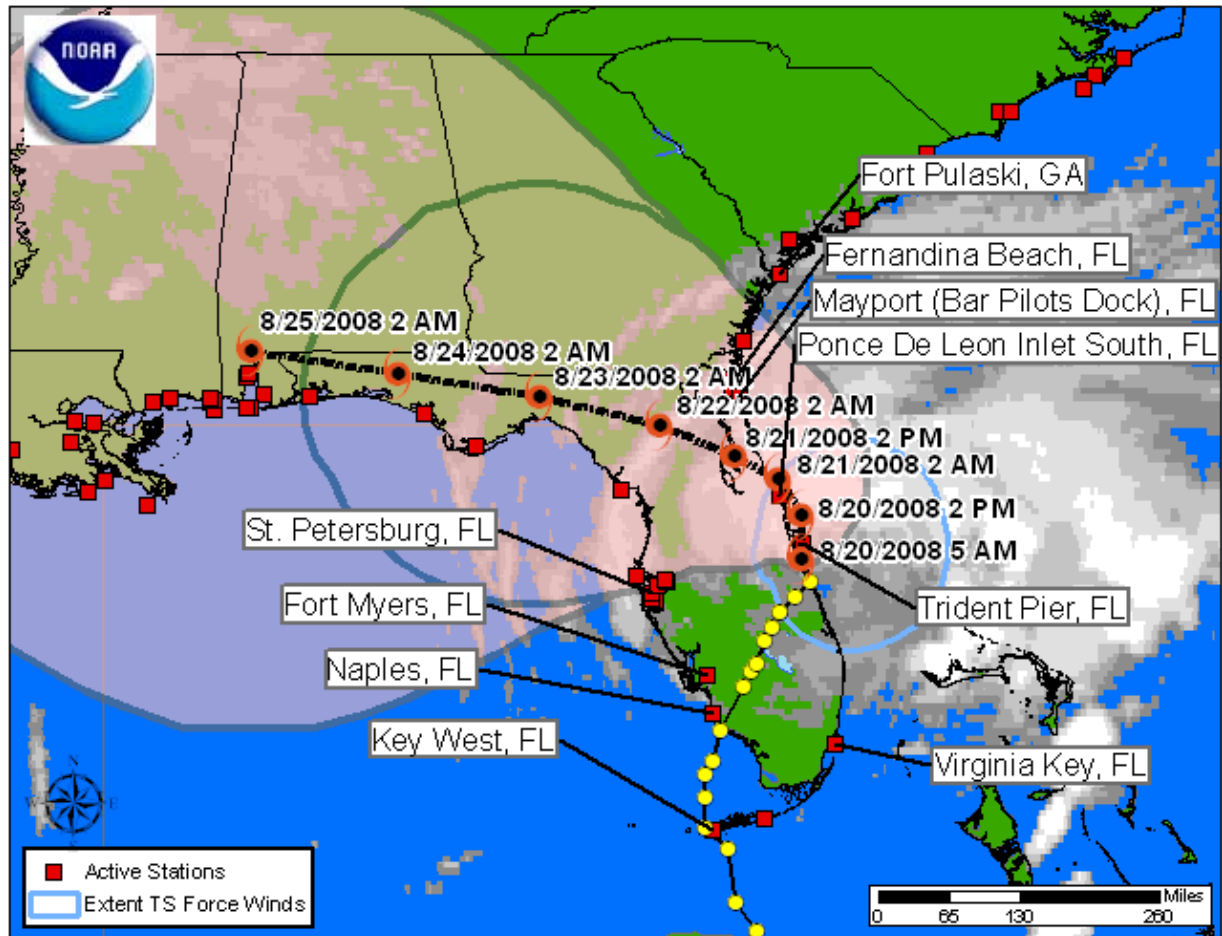 NOAA
Fort Pulaski, GA
Fernandina Beach, FL
Mayport (Bar Pilots Dock), FL
Ponce De Leon Inlet South, FL
8/25/2008 2 AM
8/24/2008 2 AM
8/23/2008 2 AM
8/22/2008 2 AM
8/21/2008 2 PM
8/21/2008 2 AM
8/20/2008 2 PM
8/20/2008 5 AM
St. Petersburg, FL
Fort Myers, FL
Trident Pier, FL
Naples, FL
Key West, FL
Virginia Key, FL
N
W E
S
Active Stations
Extent TS Force Winds
Miles
0 65 130 260